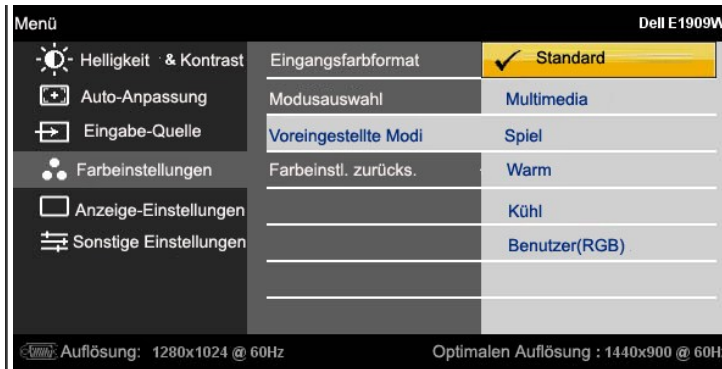 Menü Dell E1909W
Helligkeit & Kontrast Eingangsfarbformat Standard
Auto-Anpassung Modusauswahl Multimedia
Eingabe-Quelle Voreingestellte Modi Spiel
Farbeinstellungen Farbeinstl. zurücks. Warm
Anzeige-Einstellungen Kühl
Sonstige Einstellungen Benutzer(RGB)
Auflösung: 1280x1024 @ 60Hz Optimalen Auflösung : 1440x900 @ 60H